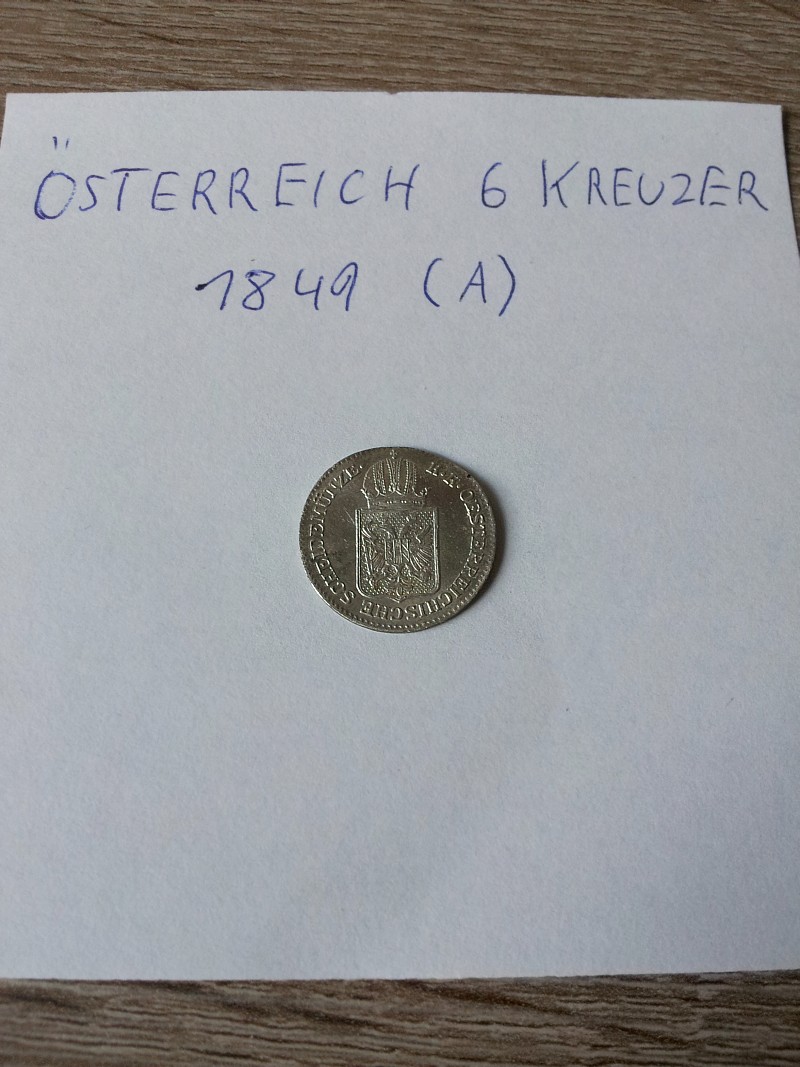 ÖSTERREICH 6 KREUZER
1849 (A)
K. K. OESTERREICHISCHE SCHEIDEMÜNZE.